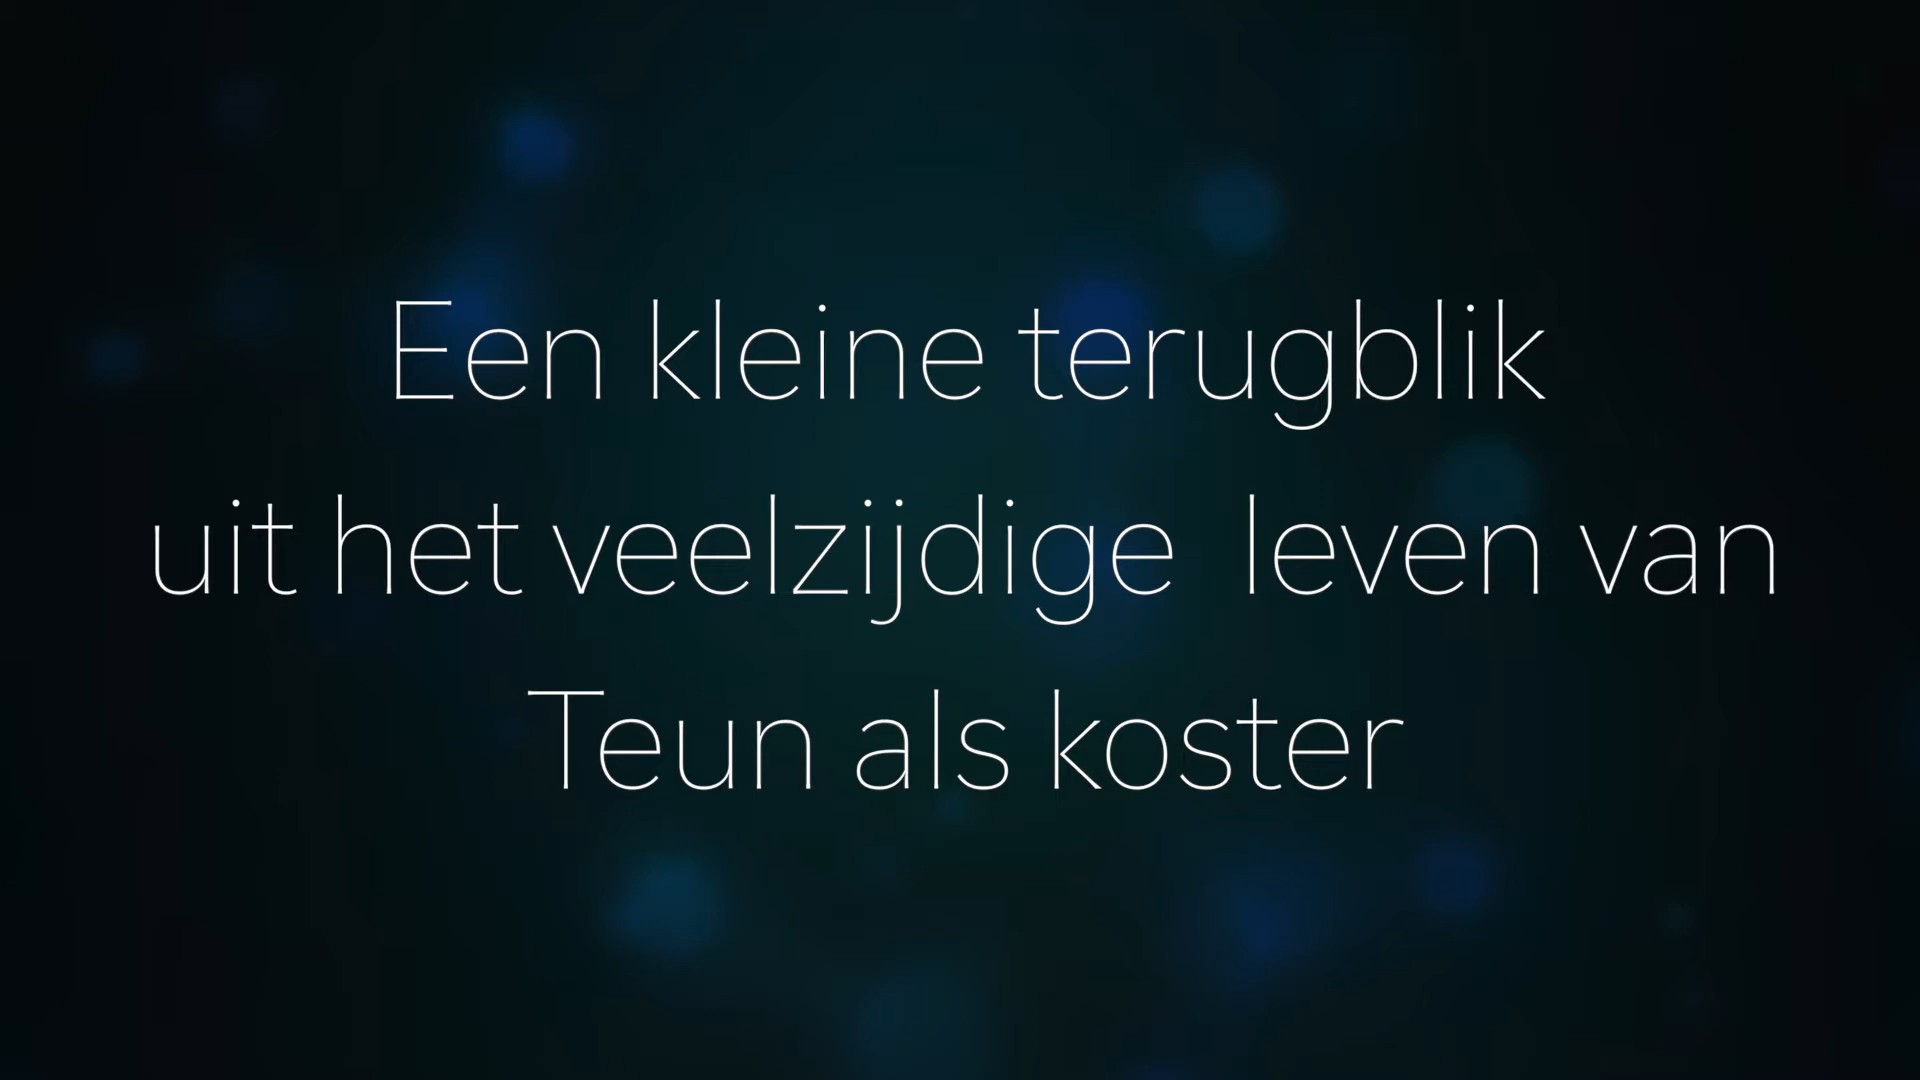 Een kleine terugblik
uit het veelzijdige  leven van
Teun als koster